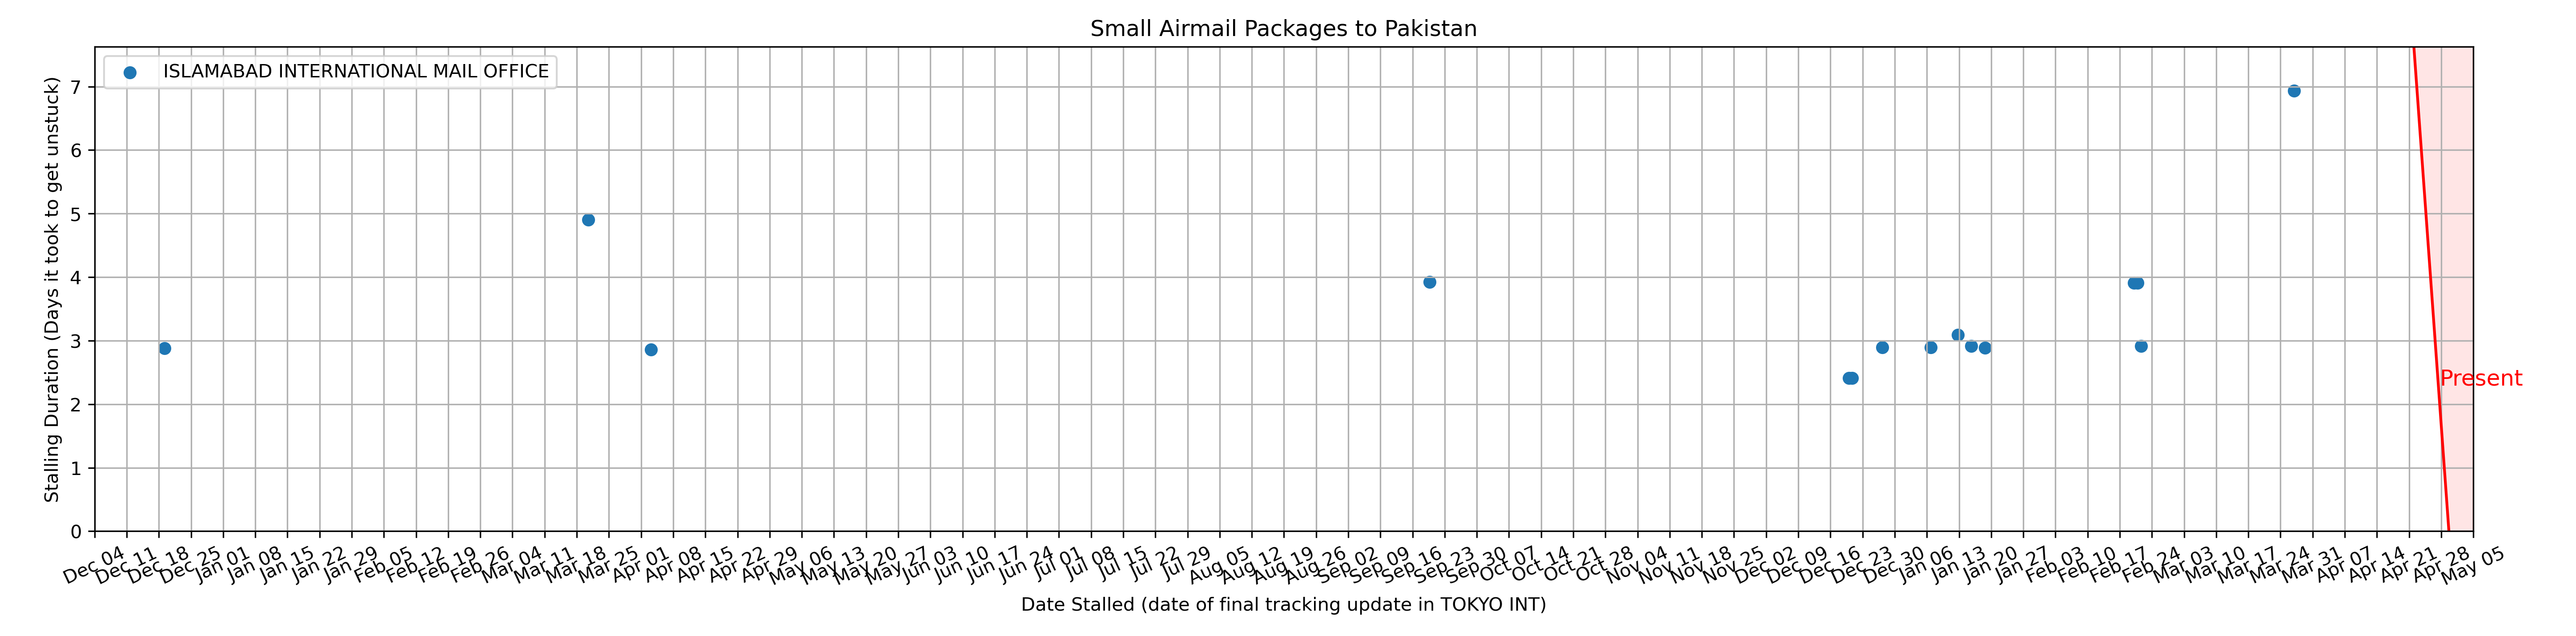 Small Airmail Packages to Pakistan
ISLAMABAD INTERNATIONAL MAIL OFFICE
Stalling Duration (Days it took to get unstuck)
7
6
5
4
3
2
1
0
Present
Dec 04 Dec 11 Dec 18 Dec 25 Jan 01 Jan 08 Jan 15 Jan 22 Jan 29 Feb 05 Feb 12 Feb 19 Feb 26 Mar 04 Mar 11 Mar 18 Mar 25 Apr 01 Apr 08 Apr 15 Apr 22 Apr 29 May 06 May 13 May 20 May 27 Jun 03 Jun 10 Jun 17 Jun 24 Jul 01 Jul 08 Jul 15 Jul 22 Jul 29 Aug 05 Aug 12 Aug 19 Aug 26 Sep 02 Sep 09 Sep 16 Sep 23 Sep 30 Oct 07 Oct 14 Oct 21 Oct 28 Nov 04 Nov 11 Nov 18 Nov 25 Dec 02 Dec 09 Dec 16 Dec 23 Dec 30 Jan 06 Jan 13 Jan 20 Jan 27 Feb 03 Feb 10 Feb 17 Feb 24 Mar 03 Mar 10 Mar 17 Mar 24 Mar 31 Apr 07 Apr 14 Apr 21 Apr 28 May 05
Date Stalled (date of final tracking update in TOKYO INT)